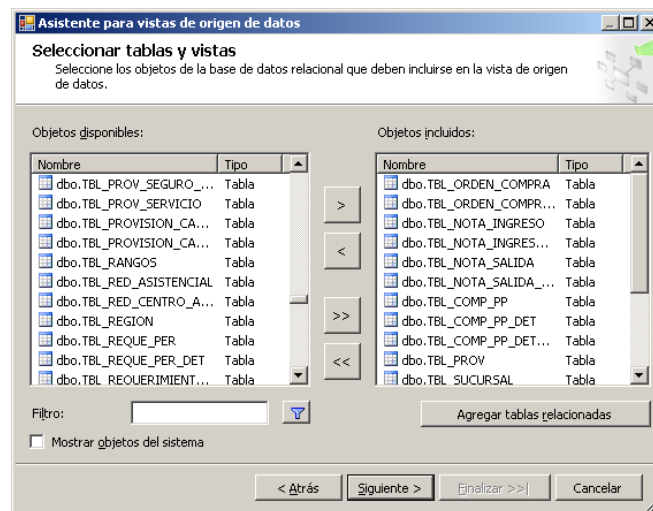 Asistente para vistas de origen de datos
Seleccionar tablas y vistas
Seleccione los objetos de la base de datos relacional que deben incluirse en la vista de origen
de datos.
Objetos disponibles:
Nombre Tipo
dbo.TBL_PROV_SEGURO_... Tabla
dbo.TBL_PROV_SERVICIO Tabla
dbo.TBL_PROVISION_CA... Tabla
dbo.TBL_PROVISION_CA... Tabla
dbo.TBL_RANGOS Tabla
dbo.TBL_RED_ASISTENCIAL Tabla
dbo.TBL_RED_CENTRO_A... Tabla
dbo.TBL_REGION Tabla
dbo.TBL_REQUE_PER Tabla
dbo.TBL_REQUE_PER_DET Tabla
dbo.TBL_REQUERIMIENT... Tabla
>
<
>>
<<
Objetos incluidos:
Nombre Tipo
dbo.TBL_ORDEN_COMPRA Tabla
dbo.TBL_ORDEN_COMPR... Tabla
dbo.TBL_NOTA_INGRESO Tabla
dbo.TBL_NOTA_INGRES... Tabla
dbo.TBL_NOTA_SALIDA Tabla
dbo.TBL_NOTA_SALIDA_... Tabla
dbo.TBL_COMP_PP Tabla
dbo.TBL_COMP_PP_DET Tabla
dbo.TBL_COMP_PP_DET... Tabla
dbo.TBL_PROV Tabla
dbo.TBL_SUCURSAL Tabla
Filtro:
Agregar tablas relacionadas
Mostrar objetos del sistema
< Atrás Siguiente > Finalizar >>| Cancelar